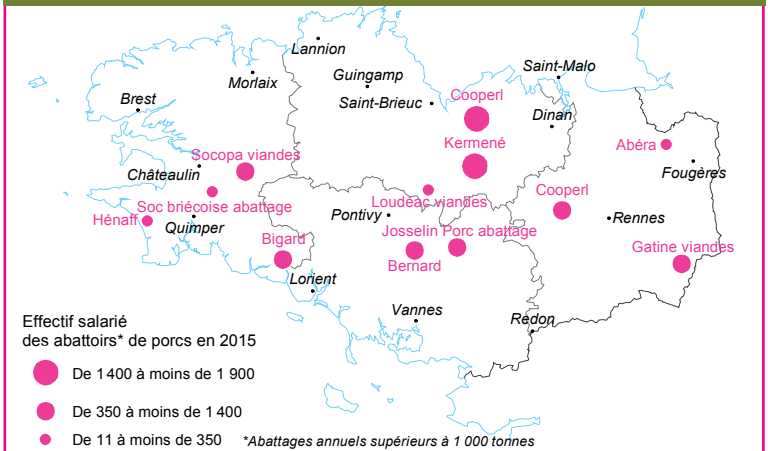 Lannion
Saint-Malo
Guingamp
Morlaix
Cooperl
Brest
Saint-Brieuc
Dinan
Kermené
Abéra
Socopa viandes
Châteaulin
Fougères
Cooperl
Loudéac viandes
Soc briécoise abattage
Hénaff
Pontivy
Rennes
Quimper
Josselin Porc abattage
Bigard
Gatine viandes
Bernard
Lorient
Vannes
Redon
Effectif salarié
des abattoirs* de porcs en 2015
De 1 400 à moins de 1 900
De 350 à moins de 1 400
De 11 à moins de 350
*Abattages annuels supérieurs à 1 000 tonnes